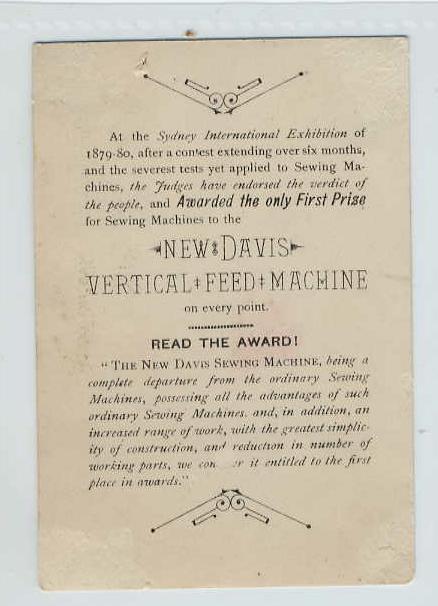 At the Sydney International Exhibition of
1879-80, after a contest extending over six months,
and the severest tests yet applied to Sewing Ma-
chines, the Judges have endorsed the verdict of
the people, and Awarded the only First Prize
for Sewing Machines to the
NEW DAVIS
VERTICAL FEED MACHINE
on every point.
READ THE AWARD!
"THE NEW DAVIS SEWING MACHINE, being a
complete departure from the ordinary Sewing
Machines, possessing all the advantages of such
ordinary Sewing Machines. and, in addition, an
increased range of work, with the greatest simplic-
ity of construction, and reduction in number of
working parts, we it entitled to the first
place in awards."